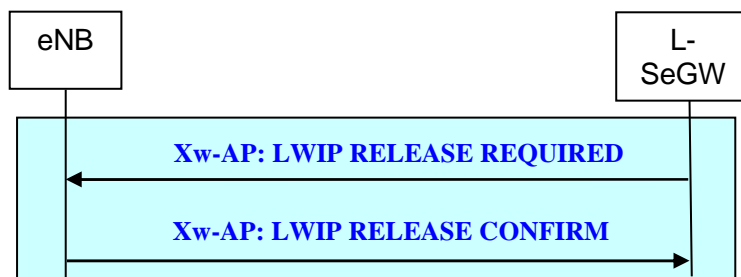 eNB
L-
SeGW
Xw-AP: LWIP RELEASE REQUIRED
Xw-AP: LWIP RELEASE CONFIRM